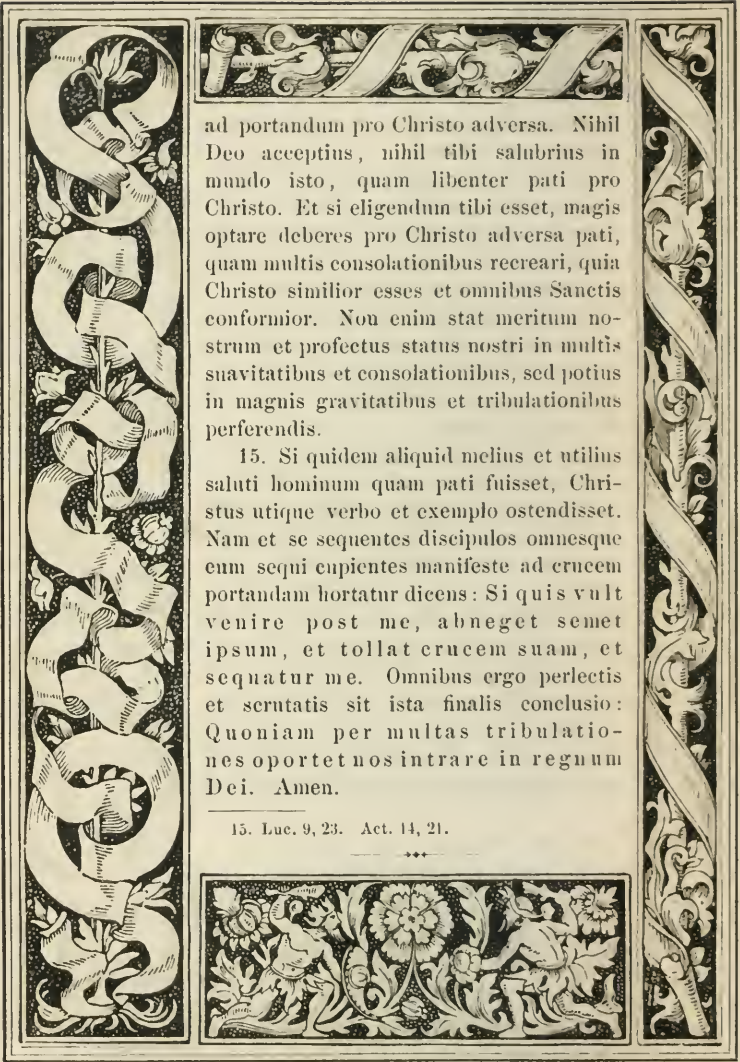 ad portandum pro Christo adversa. Nihil
Deo acceptius, nihil tibi salubrius in
mundo isto, quam libenter pati pro
Christo. Et si eligendum tibi esset, magis
optare deberes pro Christo adversa pati,
quam multis consolationibus recreari, quia
Christo similior esses et omnibus Sanctis
conformior. Non enim stat meritum no-
strum et profectus status nostri in multis
suavitatibus et consolationibus, sed potius
in magnis gravitatibus et tribulationibus
perferendis.
15. Si quidem aliquid melius et utilius
saluti hominum quam pati fuisset, Chri-
stus utique verbo et exemplo ostendisset.
Nam et se sequentes discipulos omnesque
eum sequi cupientes manifeste ad crucem
portandam hortatur dicens: Si quis vult
venire post me, abneget semet
ipsum, et tollat crucem suam, et
sequatur me. Omnibus ergo perlectis
et scrutatis sit ista finalis conclusio:
Quoniam per multas tribulatio-
nes oportet nos intrare in regnum
Dei. Amen.
15. Luc. 9, 23. Act. 14, 21.